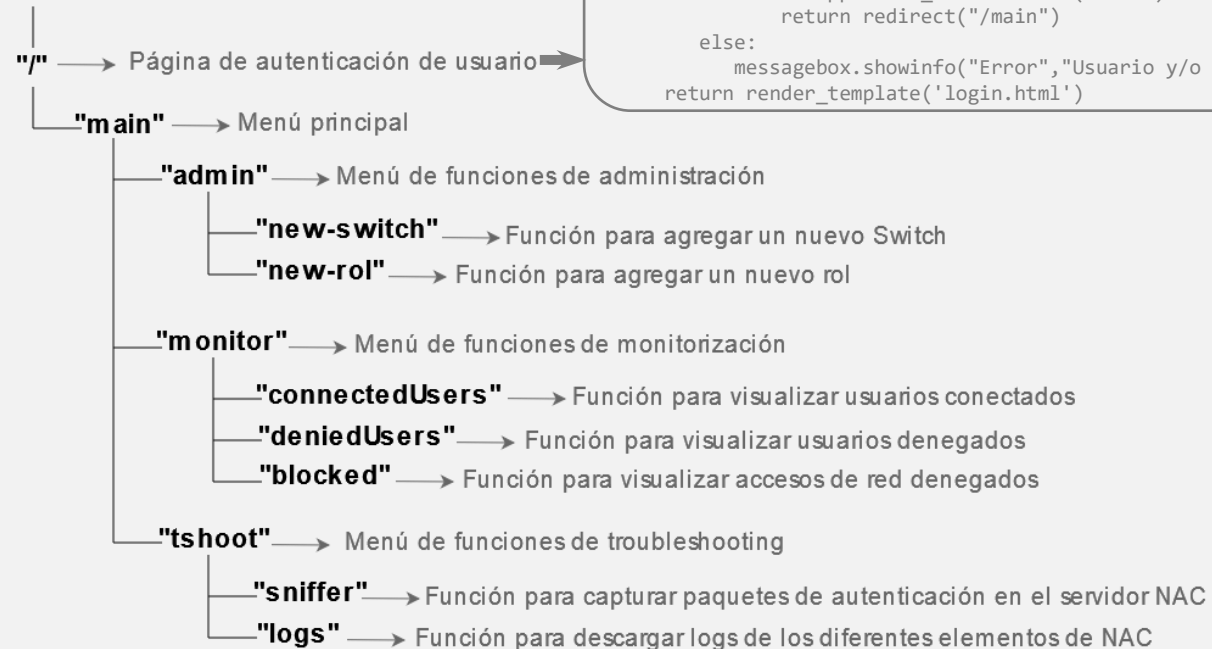 return redirect("/main")
else:
messagebox.showinfo("Error","Usuario y/o
return render_template('login.html')
"/" Página de autenticación de usuario
"main" Menú principal
"admin" Menú de funciones de administración
"new-switch" Función para agregar un nuevo Switch
"new-rol" Función para agregar un nuevo rol
"monitor" Menú de funciones de monitorización
"connectedUsers" Función para visualizar usuarios conectados
"deniedUsers" Función para visualizar usuarios denegados
"blocked" Función para visualizar accesos de red denegados
"tshoot" Menú de funciones de troubleshooting
"sniffer" Función para capturar paquetes de autenticación en el servidor NAC
"logs" Función para descargar logs de los diferentes elementos de NAC